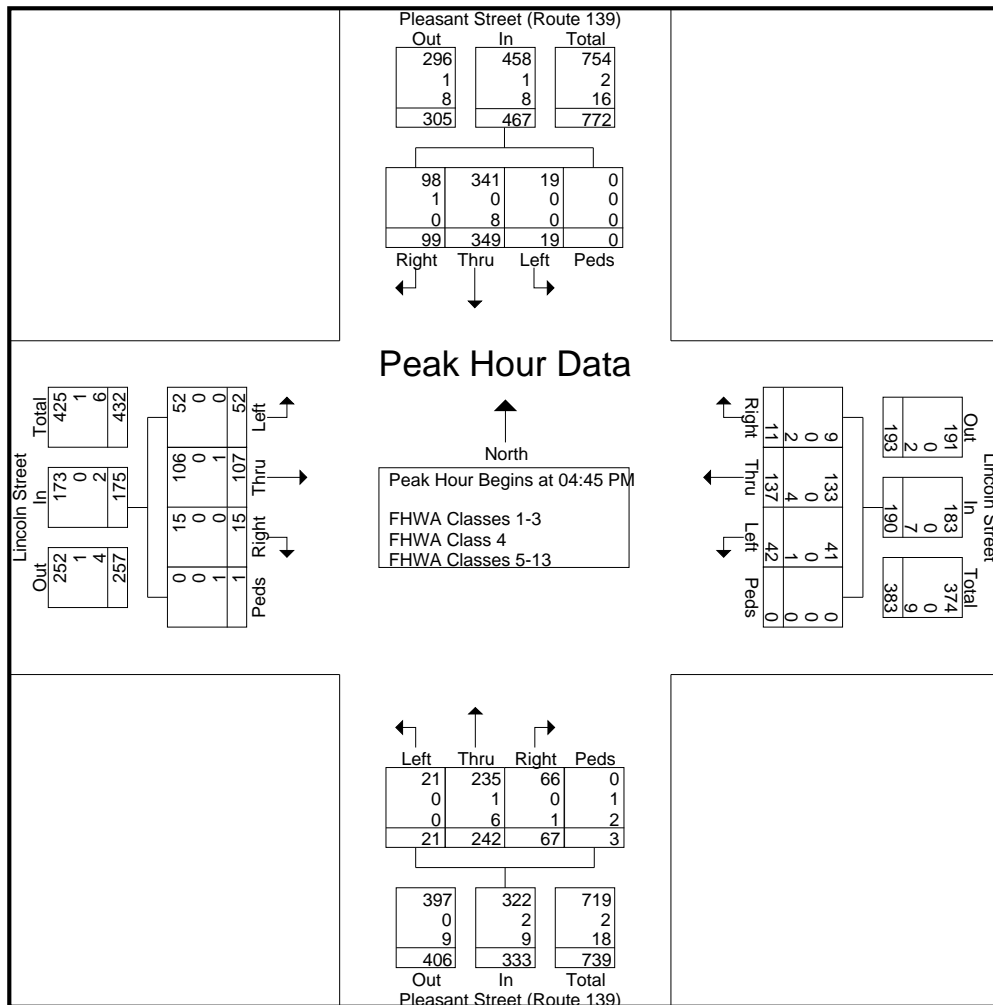 Pleasant Street (Route 139)
Out In Total
296 458 754
1 1 2
8 8 16
305 467 772
98 341 19 0
1 0 0 0
0 8 0 0
99 349 19 0
Right Thru Left Peds
Peak Hour Data
North
Peak Hour Begins at 04:45 PM
FHWA Classes 1-3
FHWA Class 4
FHWA Classes 5-13
Lincoln Street
Out In Total
252 173 425
1 0 1
4 2 6
257 175 432
0 15 106 52
0 0 0 0
1 0 1 0
1 15 107 52
Peds Right Thru Left
Lincoln Street
Out In Total
191 183 374
0 0 0
2 7 9
193 190 383
9 133 41 0
0 0 0 0
2 4 1 0
11 137 42 0
Right Thru Left Peds
Left Thru Right Peds
21 235 66 0
0 1 0 1
0 6 1 2
21 242 67 3
397 322 719
0 2 2
9 9 18
406 333 739
Out In Total
Pleasant Street (Route 139)